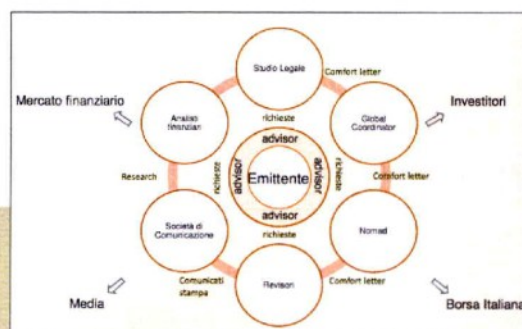 Studio Legale
Comfort letter
Mercato finanziario
Investitori
Analisti
finanziari
Global
Coordinator
richieste
advisor
Research
richieste
advisor
Emittente
advisor
richieste
Comfort letter
advisor
richieste
Società di
Comunicazione
Nomad
Revisori
Comunicati
stampa
Comfort letter
Media
Borsa Italiana